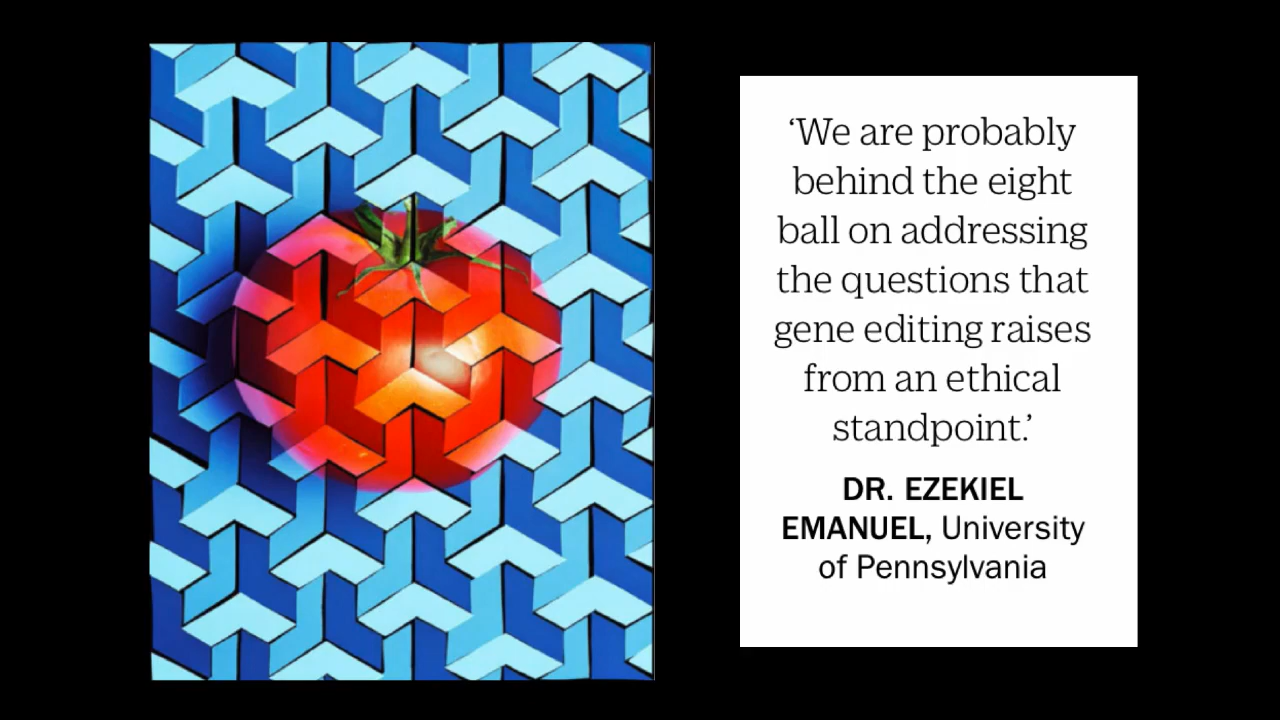 ‘We are probably
behind the eight
ball on addressing
the questions that
gene editing raises
from an ethical
standpoint.’
DR. EZEKIEL
EMANUEL, University
of Pennsylvania